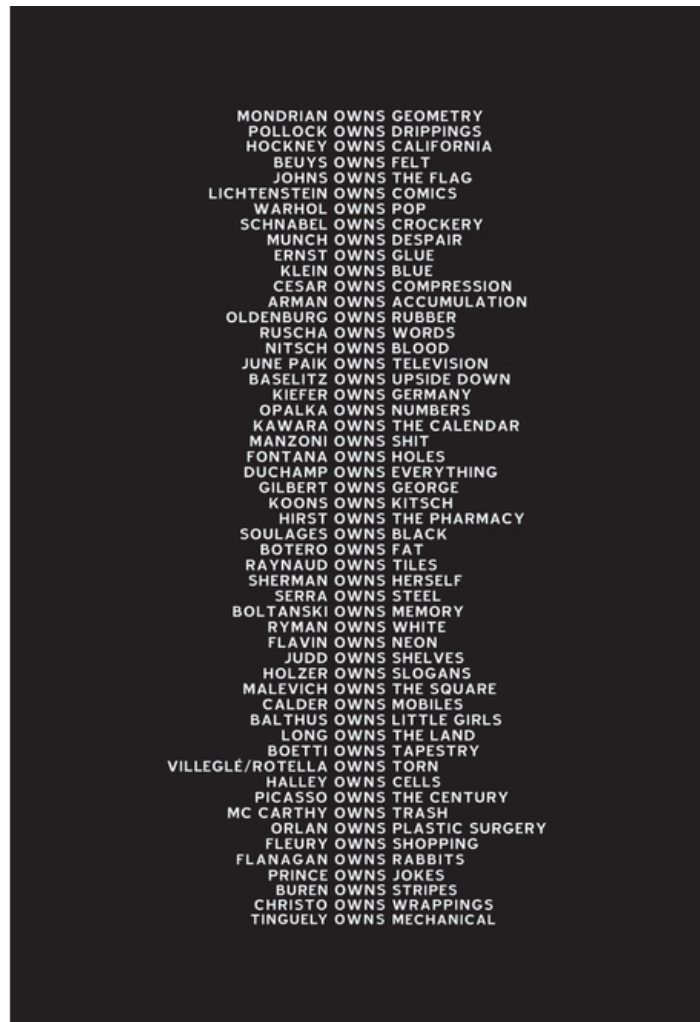 MONDRIAN OWNS GEOMETRY
POLLOCK OWNS DRIPPINGS
HOCKNEY OWNS CALIFORNIA
BEUYS OWNS FELT
JOHNS OWNS THE FLAG
LICHTENSTEIN OWNS COMICS
WARHOL OWNS POP
SCHNABEL OWNS CROCKERY
MUNCH OWNS DESPAIR
ERNST OWNS GLUE
KLEIN OWNS BLUE
CESAR OWNS COMPRESSION
ARMAN OWNS ACCUMULATION
OLDENBURG OWNS RUBBER
RUSCHA OWNS WORDS
NITSCH OWNS BLOOD
JUNE PAIK OWNS TELEVISION
BASELITZ OWNS UPSIDE DOWN
KIEFER OWNS GERMANY
OPALKA OWNS NUMBERS
KAWARA OWNS THE CALENDAR
MANZONI OWNS SHIT
FONTANA OWNS HOLES
DUCHAMP OWNS EVERYTHING
GILBERT OWNS GEORGE
KOONS OWNS KITSCH
HIRST OWNS THE PHARMACY
SOULAGES OWNS BLACK
BOTERO OWNS FAT
RAYNAUD OWNS TILES
SHERMAN OWNS HERSELF
SERRA OWNS STEEL
BOLTANSKI OWNS MEMORY
RYMAN OWNS WHITE
FLAVIN OWNS NEON
JUDD OWNS SHELVES
HOLZER OWNS SLOGANS
MALEVICH OWNS THE SQUARE
CALDER OWNS MOBILES
BALTHUS OWNS LITTLE GIRLS
LONG OWNS THE LAND
BOETTI OWNS TAPESTRY
VILLEGLÉ/ROTELLA OWNS TORN
HALLEY OWNS CELLS
PICASSO OWNS THE CENTURY
MC CARTHY OWNS TRASH
ORLAN OWNS PLASTIC SURGERY
FLEURY OWNS SHOPPING
FLANAGAN OWNS RABBITS
PRINCE OWNS JOKES
BUREN OWNS STRIPES
CHRISTO OWNS WRAPPINGS
TINGUELY OWNS MECHANICAL